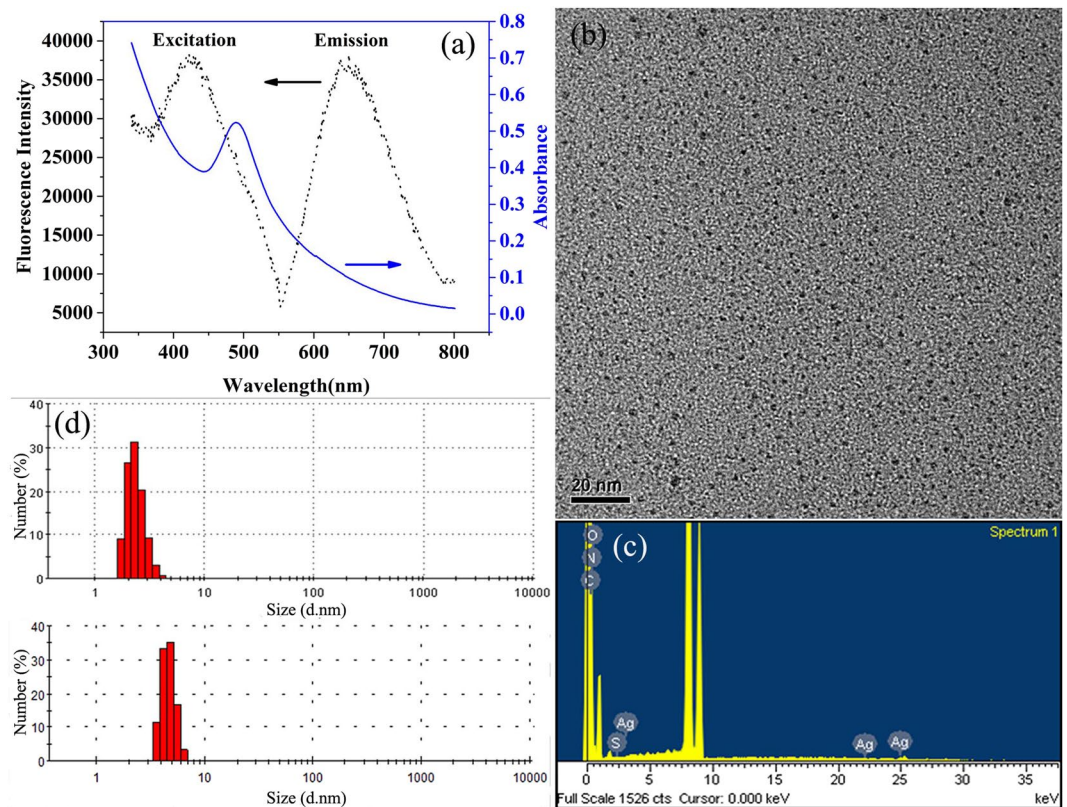 (a)
Excitation
Emission
Fluorescence Intensity
40000
35000
30000
25000
20000
15000
10000
5000
0.8
0.7
0.6
0.5
0.4
0.3
0.2
0.1
0.0
Absorbance
300 400 500 600 700 800
Wavelength(nm)
(b)
20 nm
(c)
Spectrum 1
O
N
C
Ag
S
Ag
Ag
0 5 10 15 20 25 30 35
keV
Full Scale 1526 cts Cursor: 0.000 keV
(d)
Number (%)
40
30
20
10
0
1 10 100 1000 10000
Size (d.nm)
Number (%)
40
30
20
10
0
1 10 100 1000 10000
Size (d.nm)